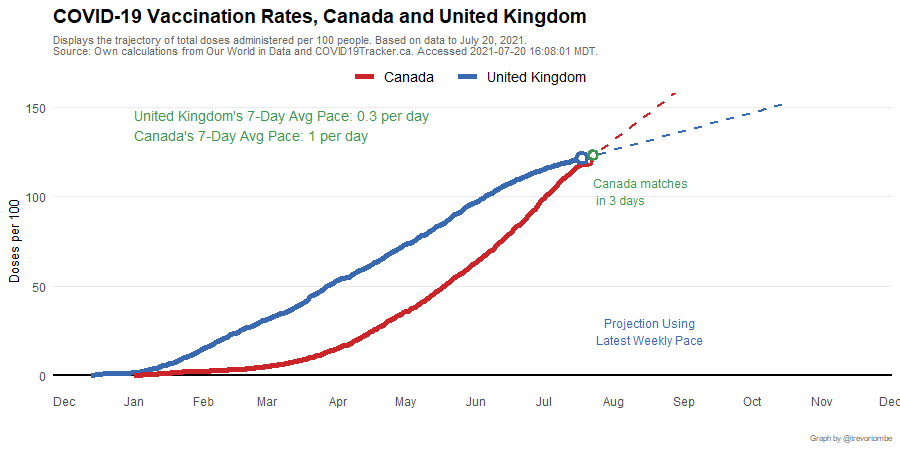 COVID-19 Vaccination Rates, Canada and United Kingdom
Displays the trajectory of total doses administered per 100 people. Based on data to July 20, 2021.
Source: Own calculations from Our World in Data and COVID19Tracker.ca. Accessed 2021-07-20 16:08:01 MDT.
Canada United Kingdom
United Kingdom's 7-Day Avg Pace: 0.3 per day
Canada's 7-Day Avg Pace: 1 per day
Canada matches
in 3 days
Projection Using
Latest Weekly Pace
Doses per 100
150
100
50
0
Dec Jan Feb Mar Apr May Jun Jul Aug Sep Oct Nov Dec
Graph by @trevortombe